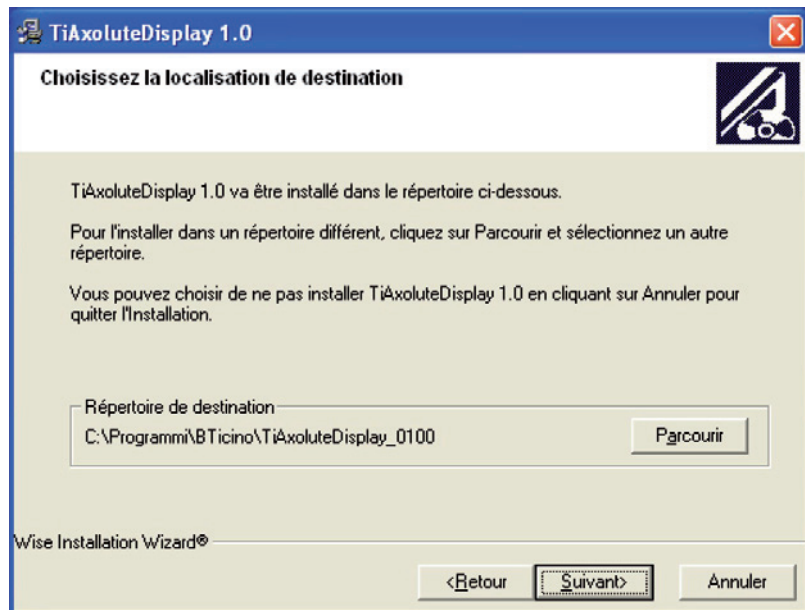 TiAxoluteDisplay 1.0
Choisissez la localisation de destination
TiAxoluteDisplay 1.0 va être installé dans le répertoire ci-dessous.
Pour l'installer dans un répertoire différent, cliquez sur Parcourir et sélectionnez un autre
répertoire.
Vous pouvez choisir de ne pas installer TiAxoluteDisplay 1.0 en cliquant sur Annuler pour
quitter l'Installation.
Répertoire de destination
C:\Programmi\BTicino\TiAxoluteDisplay_0100
Parcourir
Wise Installation Wizard®
<Retour
Suivant>
Annuler